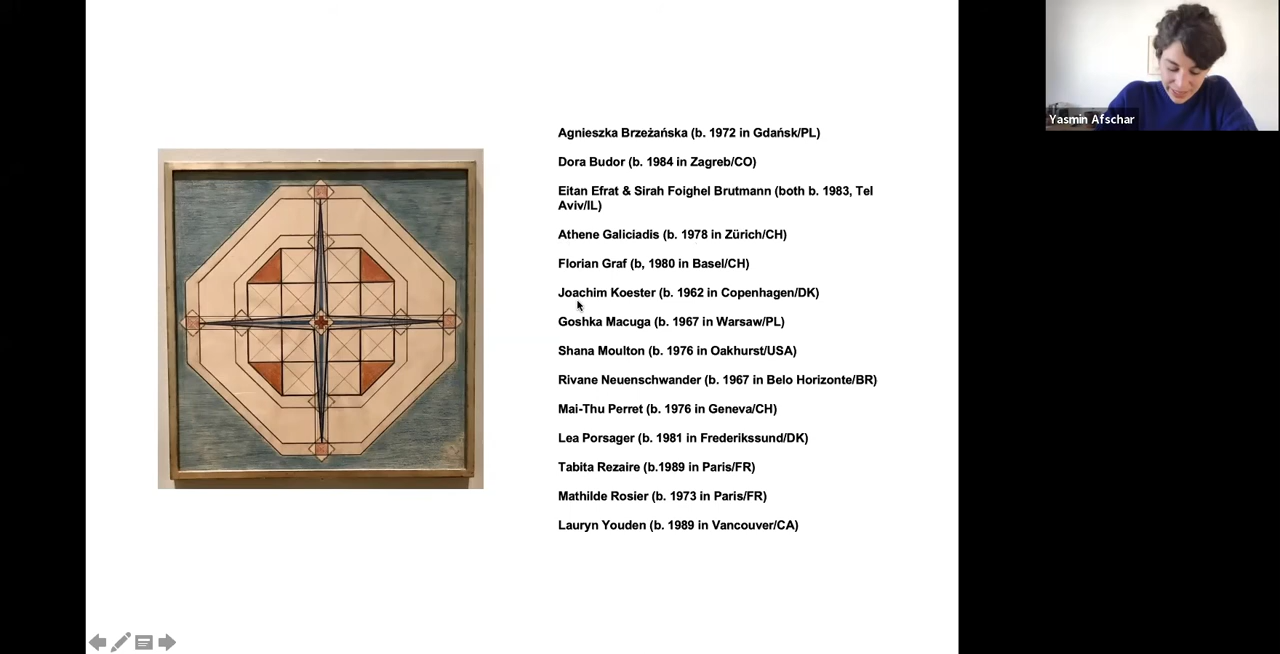 Agnieszka Brzeżańska (b. 1972 in Gdańsk/PL)
Dora Budor (b. 1984 in Zagreb/CO)
Eitan Efrat & Sirah Foighel Brutmann (both b. 1983, Tel
Aviv/IL)
Athene Galiciadis (b. 1978 in Zürich/CH)
Florian Graf (b, 1980 in Basel/CH)
Joachim Koester (b. 1962 in Copenhagen/DK)
Goshka Macuga (b. 1967 in Warsaw/PL)
Shana Moulton (b. 1976 in Oakhurst/USA)
Rivane Neuenschwander (b. 1967 in Belo Horizonte/BR)
Mai-Thu Perret (b. 1976 in Geneva/CH)
Lea Porsager (b. 1981 in Frederikssund/DK)
Tabita Rezaire (b.1989 in Paris/FR)
Mathilde Rosier (b. 1973 in Paris/FR)
Lauryn Youden (b. 1989 in Vancouver/CA)
Yasmin Afschar